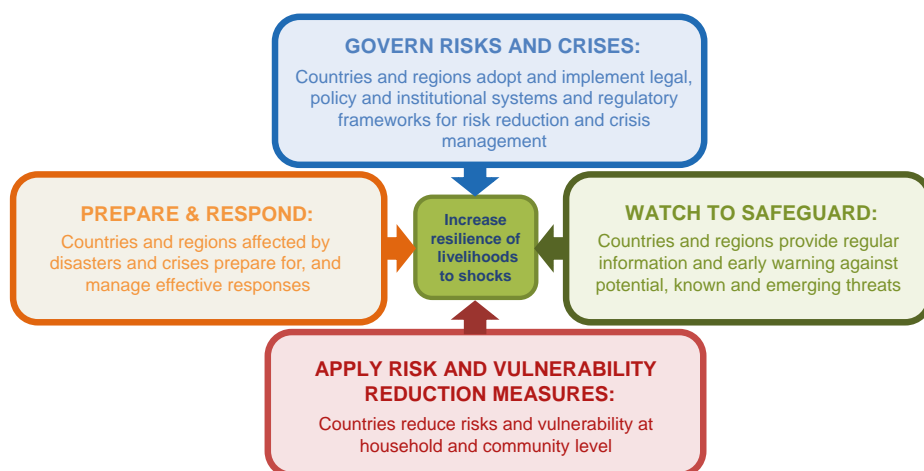 GOVERN RISKS AND CRISES:
Countries and regions adopt and implement legal,
policy and institutional systems and regulatory
frameworks for risk reduction and crisis
management
PREPARE & RESPOND:
Countries and regions affected by
disasters and crises prepare for, and
manage effective responses
Increase
resilience of
livelihoods
to shocks
WATCH TO SAFEGUARD:
Countries and regions provide regular
information and early warning against
potential, known and emerging threats
APPLY RISK AND VULNERABILITY
REDUCTION MEASURES:
Countries reduce risks and vulnerability at
household and community level